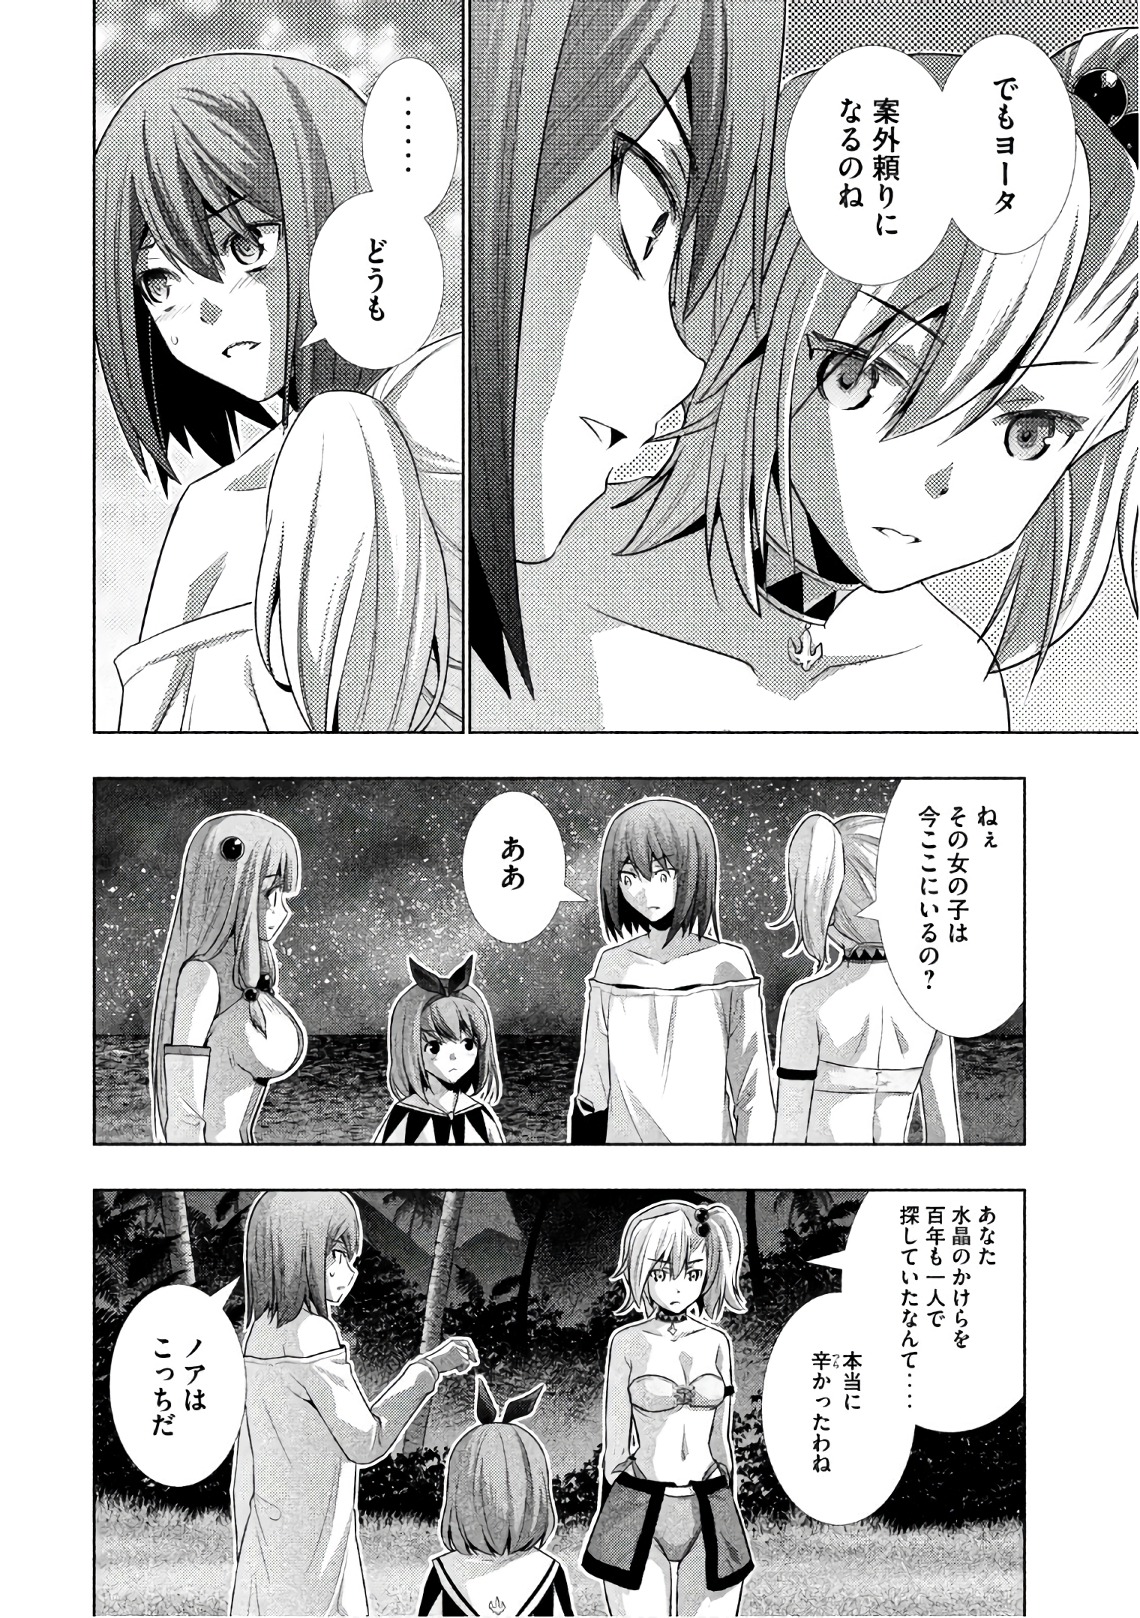 でもヨータ
案外頼りに
なるのね
・・・・・・
どうも
ねぇ
その女の子は
今ここにいるの?
ああ
あなた
水晶のかけらを
百年も一人で
探していたなんて・・・・・
本当に
辛かったわね
つら
ノアは
こっちだ